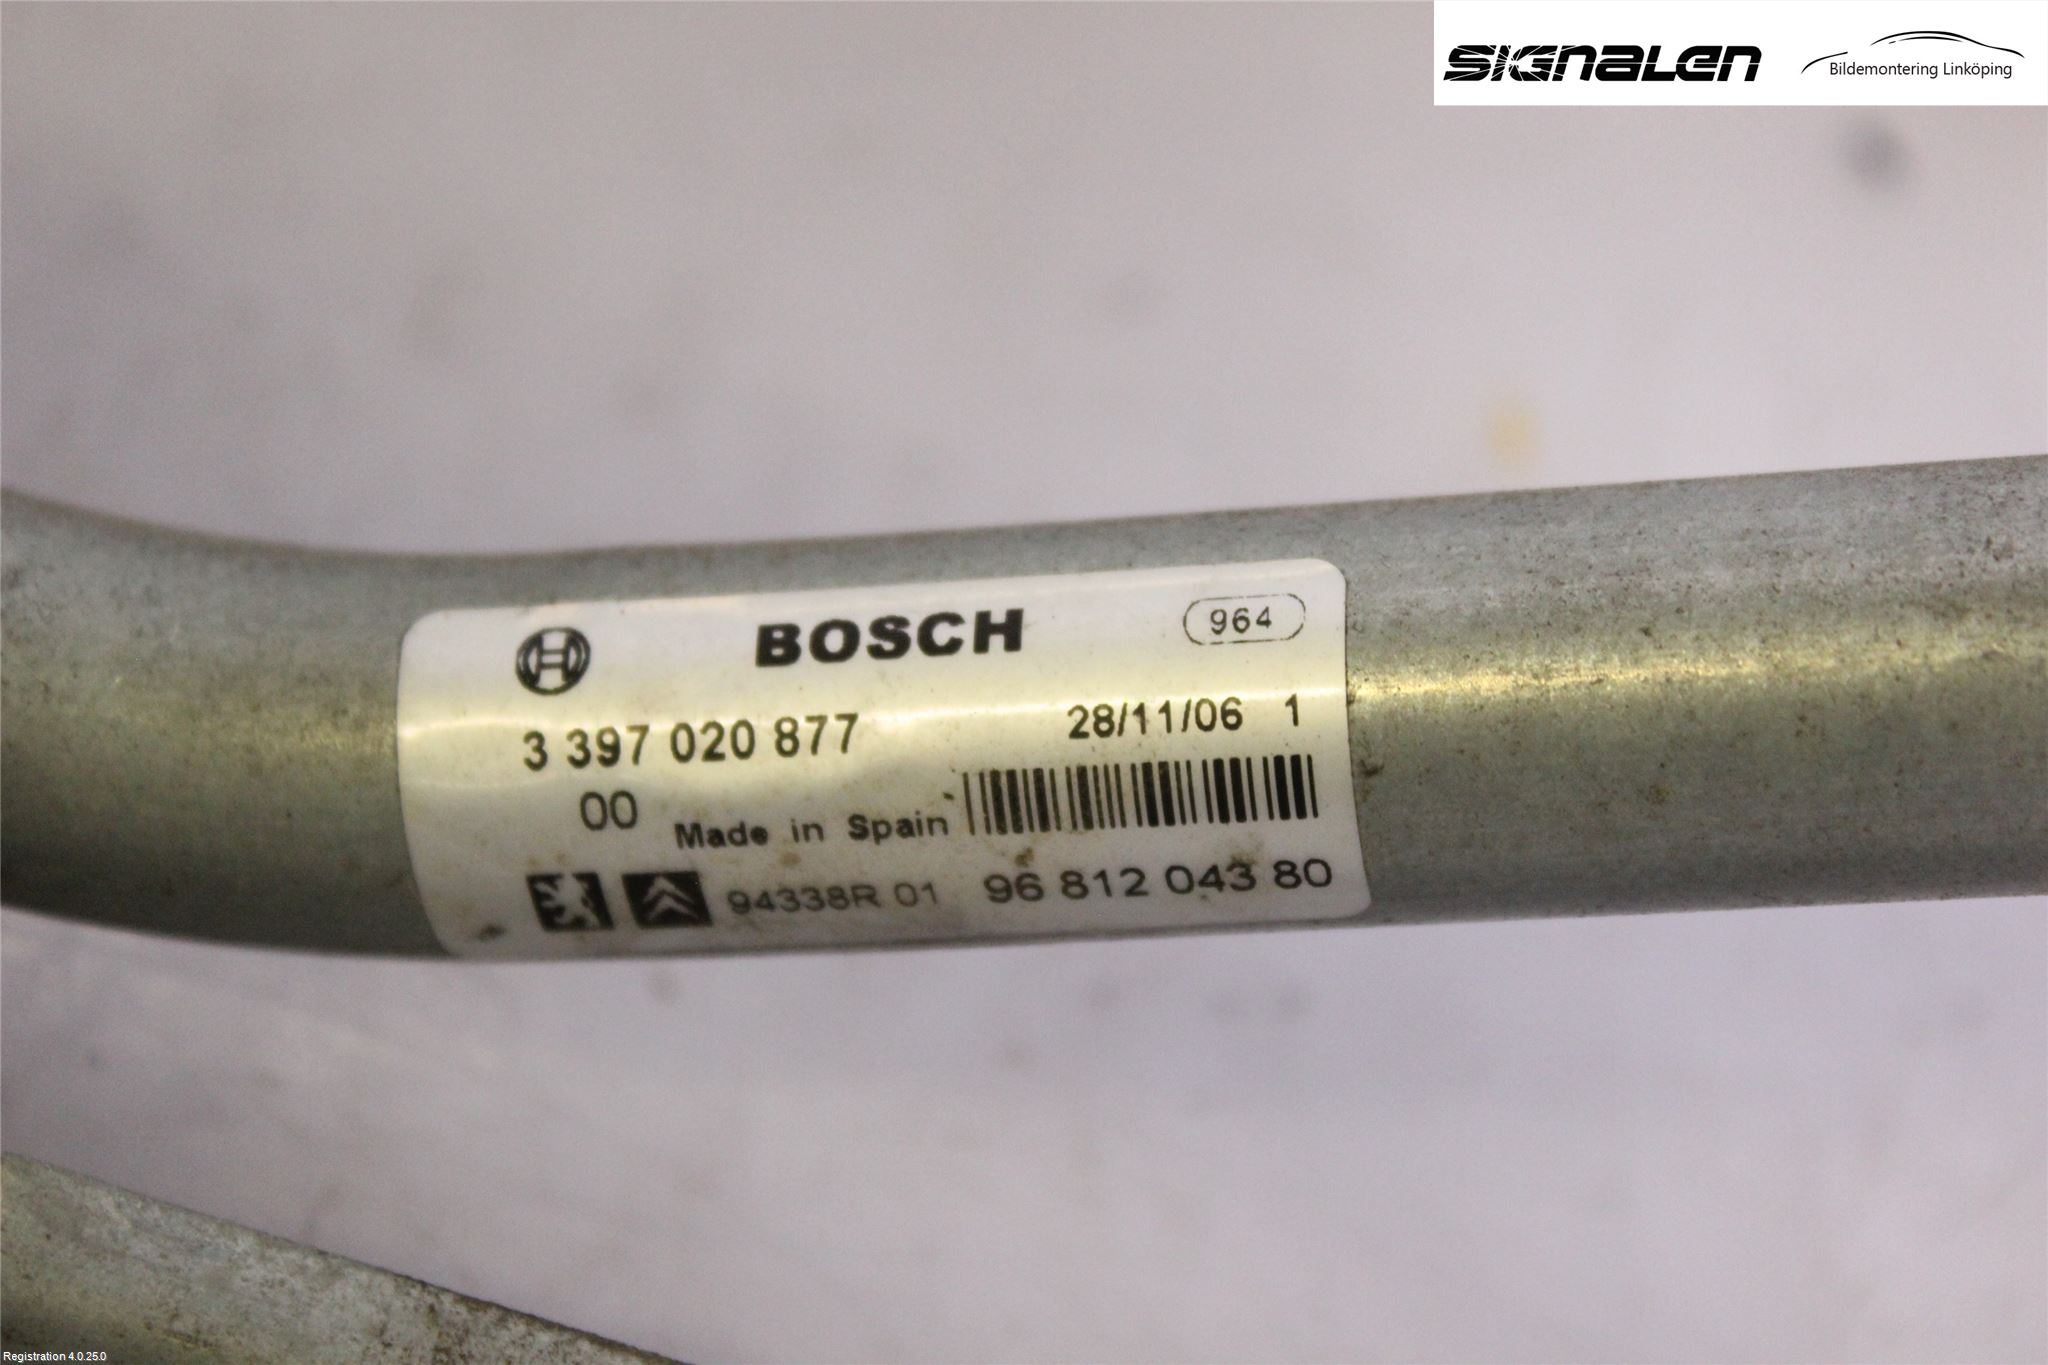 SIGNALEN
Bildemontering Linköping
BOSCH 964
3 397 020 877 28/11/06 1
00 Made in Spain
94338R 01 96 812 043 80
Registration 4.0.25.0